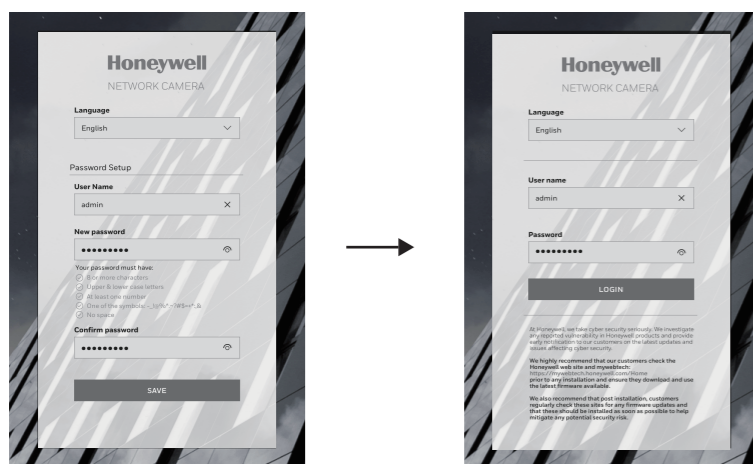 Honeywell
NETWORK CAMERA
Language
English
Password Setup
User Name
admin
New password
Your password must have:
8 or more characters
Upper & lower case letters
At least one number
No space
Confirm password
SAVE
Honeywell
NETWORK CAMERA
Language
English
User name
admin
Password
LOGIN
At Honeywell, we take cyber security seriously. We investigate
any reported vulnerability in Honeywell products and provide
early notification to our customers on the latest updates and
issues affecting cyber security.
We highly recommend that our customers check the
Honeywell web site and mywebtech:
https://mywebtech.honeywell.com/Home
prior to any installation and ensure they download and use
the latest firmware available.
We also recommend that post installation, customers
regularly check these sites for any firmware updates and
that these should be installed as soon as possible to help
mitigate any potential security risk.